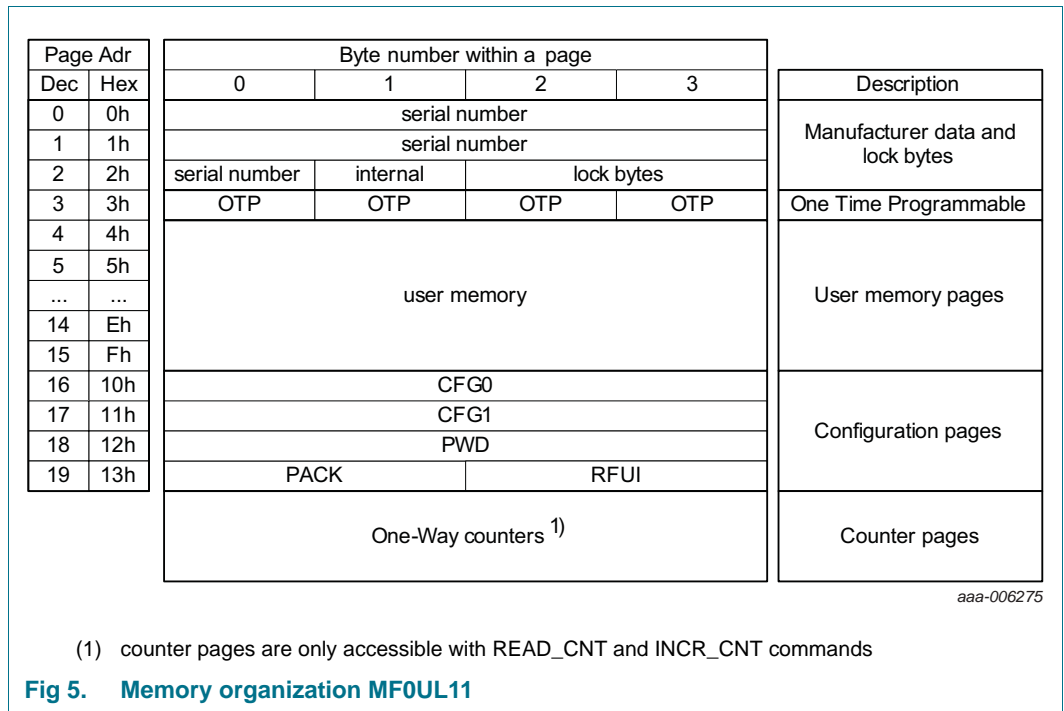 Page Adr Byte number within a page
Dec Hex 0 1 2 3 Description
0 0h serial number
1 1h serial number
Manufacturer data and
lock bytes
2 2h serial number internal lock bytes
3 3h OTP OTP OTP OTP One Time Programmable
4 4h
5 5h
... ... user memory User memory pages
14 Eh
15 Fh
16 10h CFG0
17 11h CFG1
Configuration pages
18 12h PWD
19 13h PACK RFUI
One-Way counters 1) Counter pages
aaa-006275
(1) counter pages are only accessible with READ_CNT and INCR_CNT commands
Fig 5. Memory organization MF0UL11